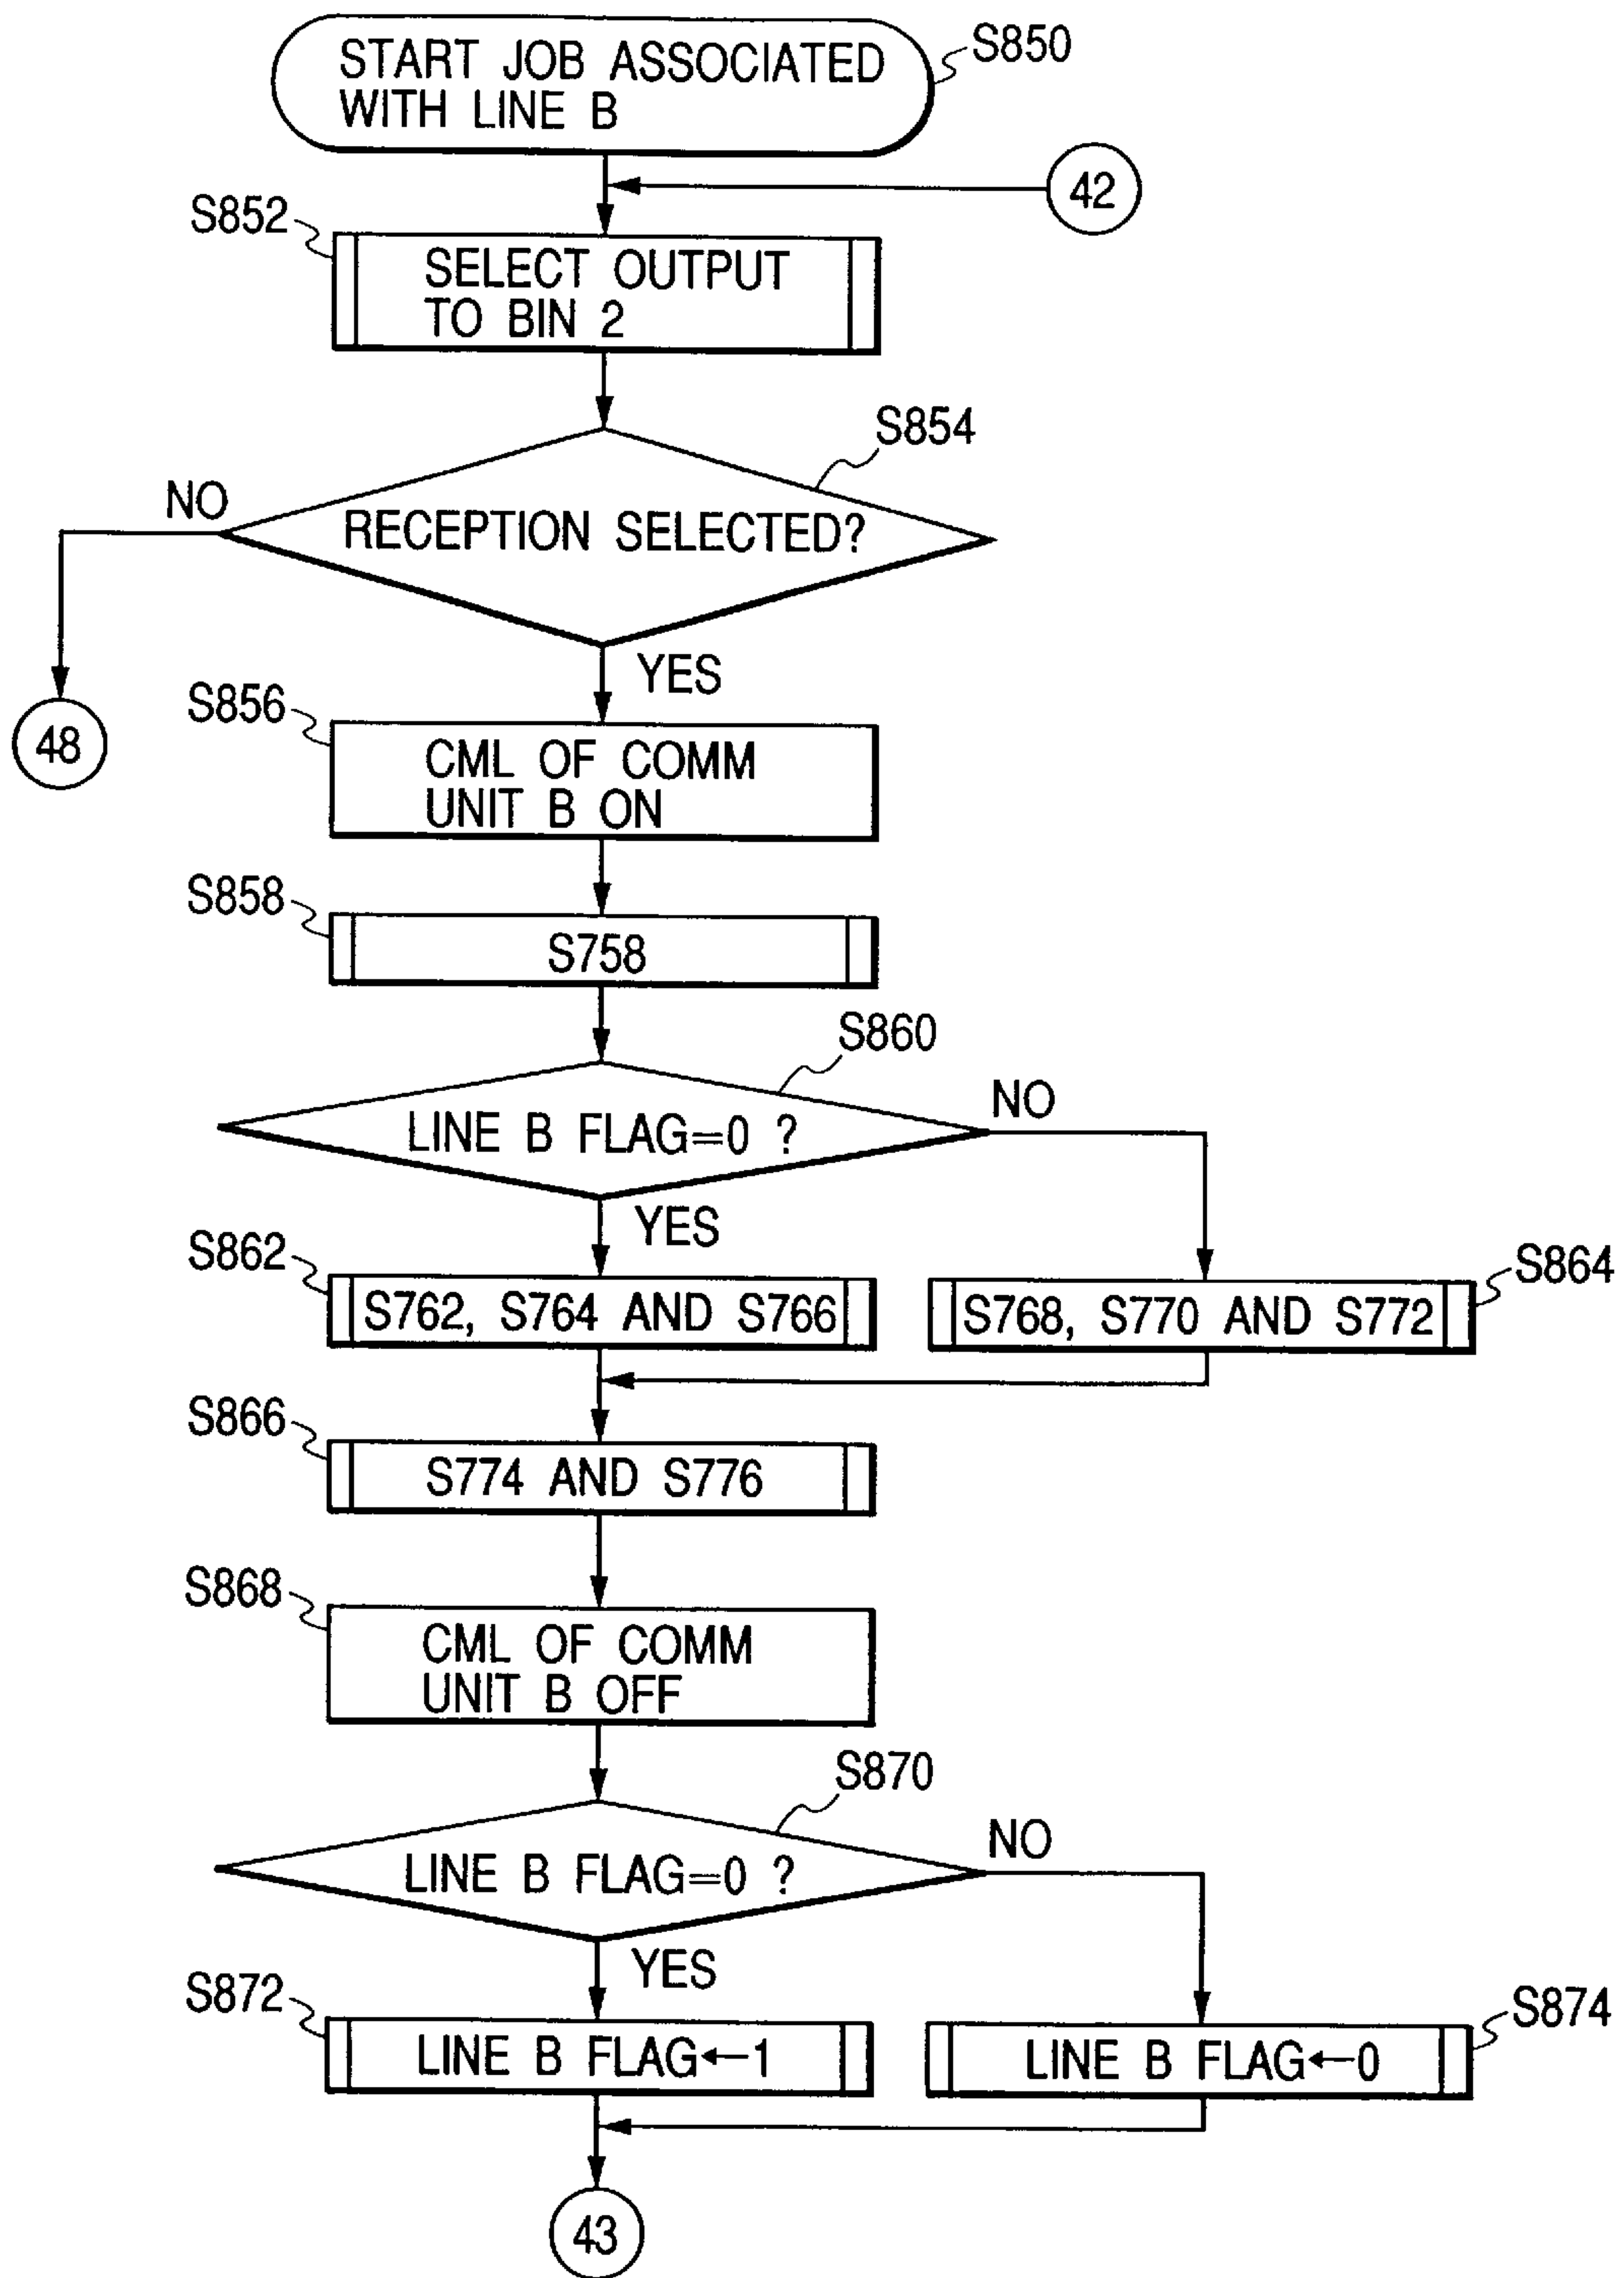 START JOB ASSOCIATED
WITH LINE B
S850
42
S852
SELECT OUTPUT
TO BIN 2
S854
NO
RECEPTION SELECTED?
YES
48
S856
CML OF COMM
UNIT B ON
S858
S758
S860
LINE B FLAG=0 ?
NO
YES
S862
S762, S764 AND S766
S864
S768, S770 AND S772
S866
S774 AND S776
S868
CML OF COMM
UNIT B OFF
S870
LINE B FLAG=0 ?
NO
YES
S872
LINE B FLAG←1
S874
LINE B FLAG←0
43